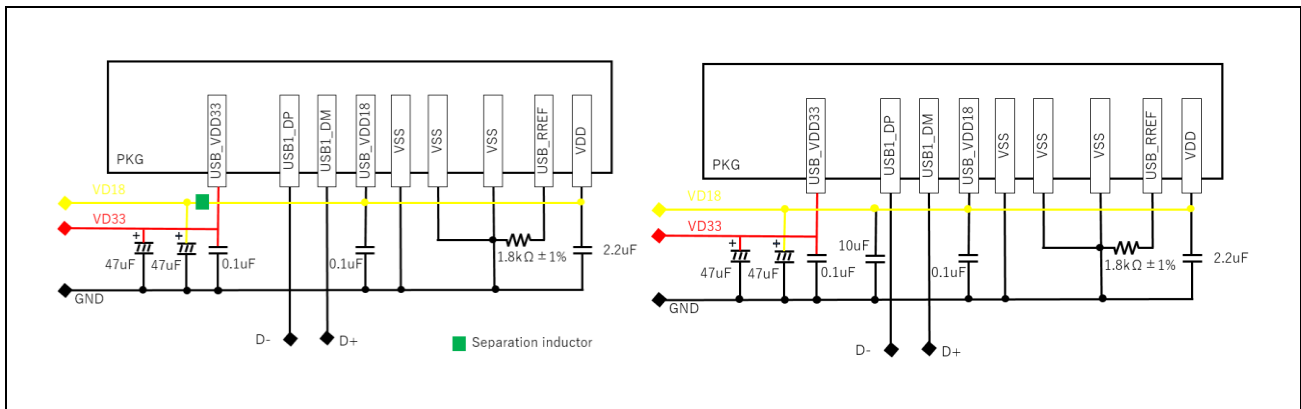 PKG
USB_VDD33
USB1_DP
USB1_DM
USB_VDD18
VSS
VSS
VSS
USB_RREF
VDD
VD18
VD33
+
+
47uF
47uF
0.1uF
0.1uF
1.8kΩ ±1%
2.2uF
GND
D-
D+
Separation inductor
PKG
USB_VDD33
USB1_DP
USB1_DM
USB_VDD18
VSS
VSS
VSS
USB_RREF
VDD
VD18
VD33
+
+
47uF
47uF
0.1uF
10uF
0.1uF
1.8kΩ ±1%
2.2uF
GND
D-
D+